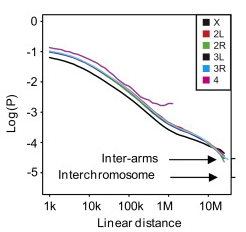 0
-1
-2
-3
-4
-5
Log(P)
X
2L
2R
3L
3R
4
Inter-arms
Interchromosome
1k 10k 100k 1M 10M
Linear distance